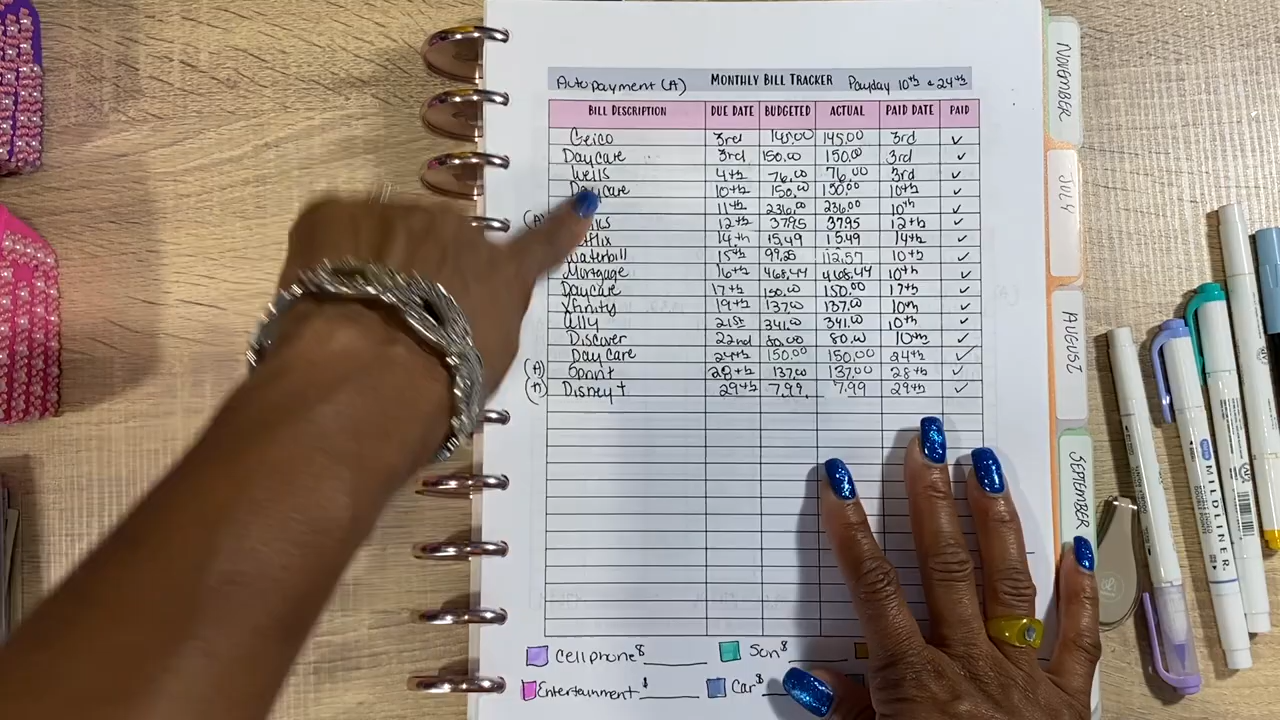 Autopayment (A) MONTHLY BILL TRACKER Payday 10th & 24th
BILL DESCRIPTION DUE DATE BUDGETED ACTUAL PAID DATE PAID
Geico 3rd 145.00 145.00 3rd ✓
Daycare 3rd 150.00 150.00 3rd ✓
Wells 4th 76.00 76.00 3rd ✓
Daycare 10th 150.00 150.00 10th ✓
11th 236.00 236.00 10th ✓
(A) 12th 37.95 37.95 12th ✓
14th 15.49 15.49 14th ✓
Waterbill 15th 99.25 112.57 10th ✓
Mortgage 16th 468.44 468.44 10th ✓
Daycare 17th 150.00 150.00 17th ✓
Xfinity 19th 137.00 137.00 10th ✓
Ally 21st 341.00 341.00 10th ✓
Discover 22nd 80.00 80.00 10th ✓
Day Care 24th 150.00 150.00 24th ✓
(A) Sprint 28th 137.00 137.00 28th ✓
(A) Disney+ 29th 7.99 7.99 29th ✓
Cellphone $ Son $
Entertainment $ Car $
NOVEMBER
JULY
AUGUST
SEPTEMBER
MILDLINER